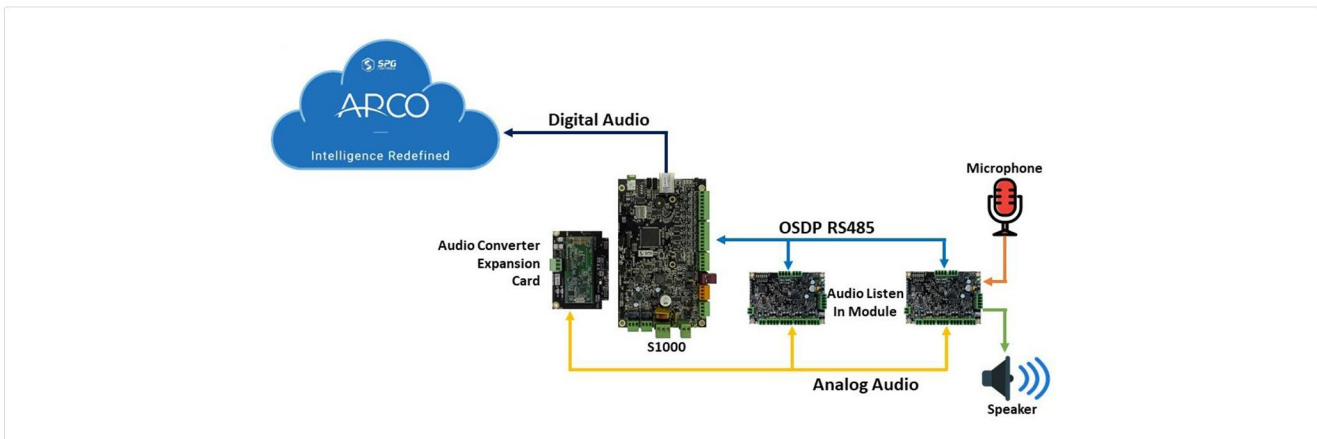 SPG
ARCO
Intelligence Redefined
Digital Audio
Microphone
OSDP RS485
Audio Converter
Expansion
Card
Audio Listen
In Module
S1000
Analog Audio
Speaker